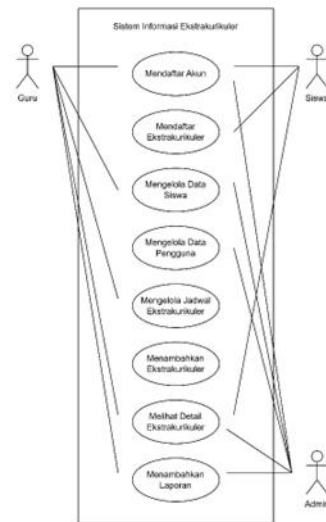 Sistem Informasi Ekstrakurikuler
Mendaftar Akun
Guru
Siswa
Mendaftar
Ekstrakurikuler
Mengelola Data
Siswa
Mengelola Data
Pengguna
Mengelola Jadwal
Ekstrakurikuler
Menambahkan
Ekstrakurikuler
Melihat Detail
Ekstrakurikuler
Menambahkan
Laporan
Admin